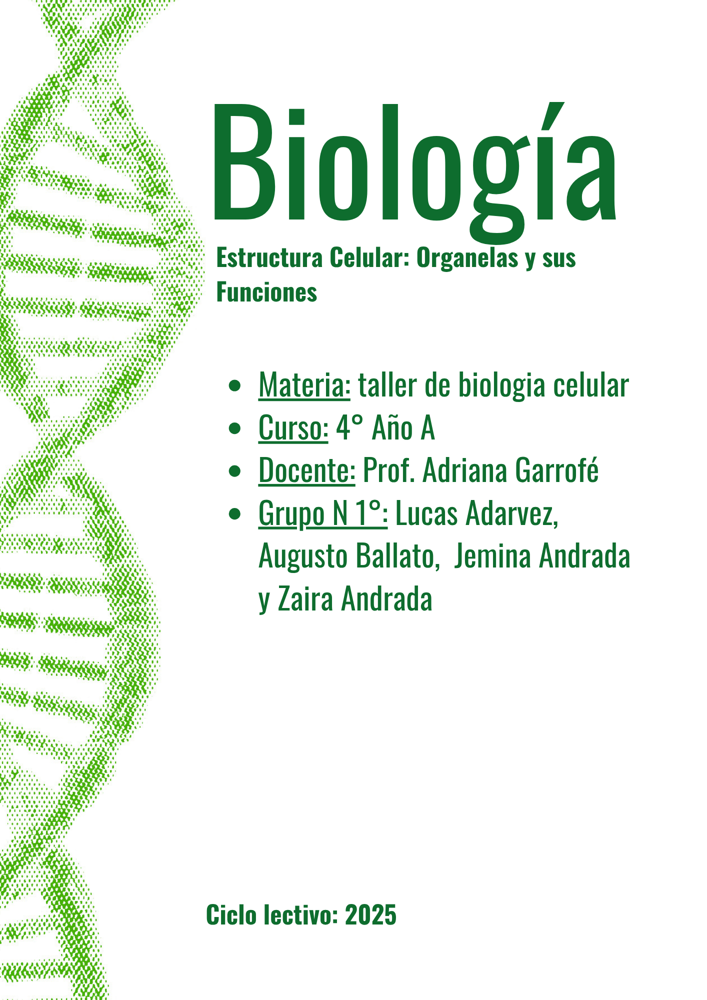 Biología
Estructura Celular: Organelas y sus
Funciones
• Materia: taller de biologia celular
• Curso: 4° Año A
• Docente: Prof. Adriana Garrofé
• Grupo N 1°: Lucas Adarvez,
Augusto Ballato,  Jemina Andrada
y Zaira Andrada
Ciclo lectivo: 2025